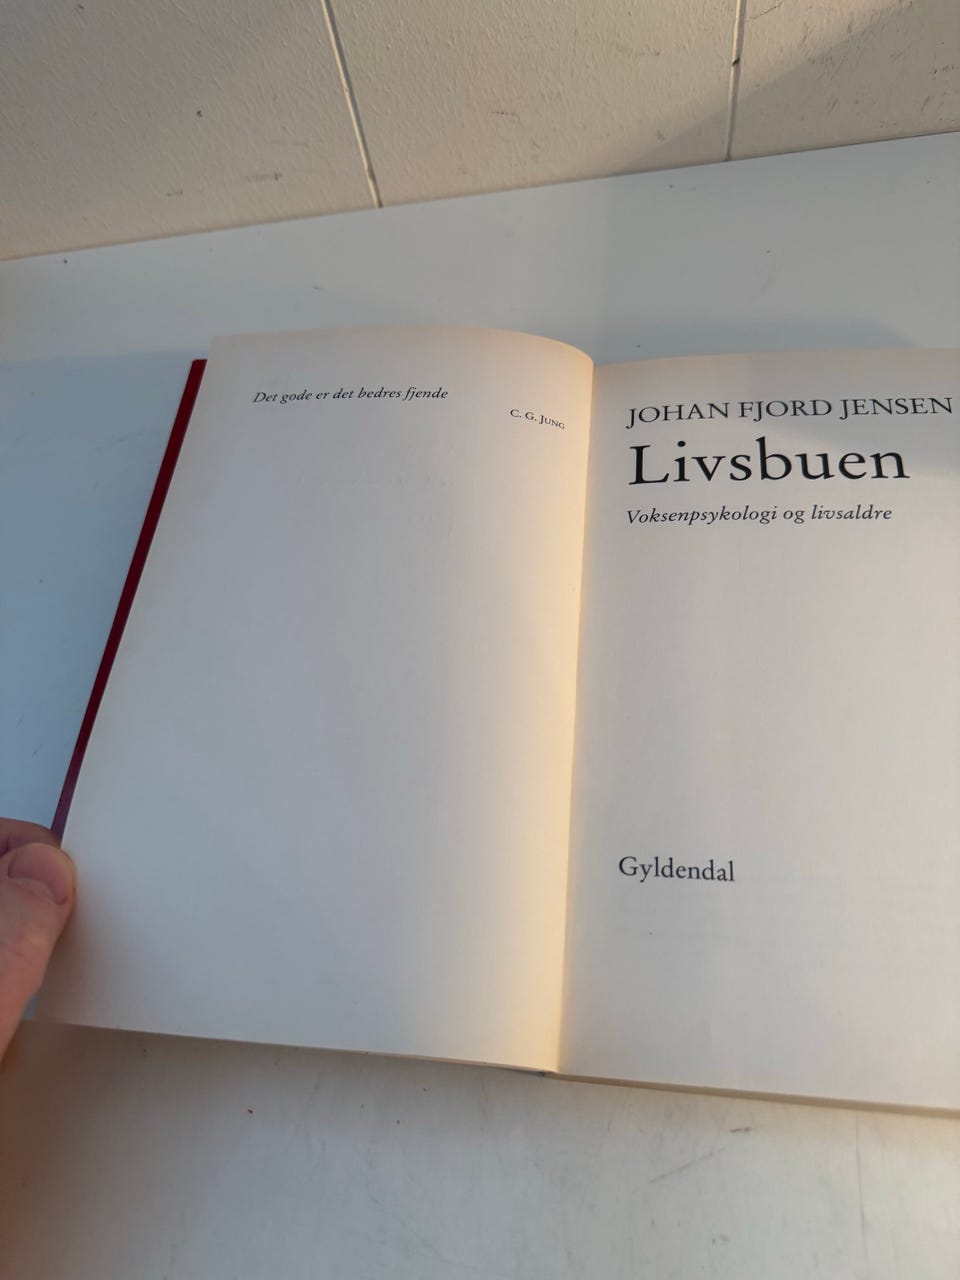 Det gode er det bedres fjende
C. G. JUNG
JOHAN FJORD JENSEN
Livsbuen
Voksenpsykologi og livsaldre
Gyldendal